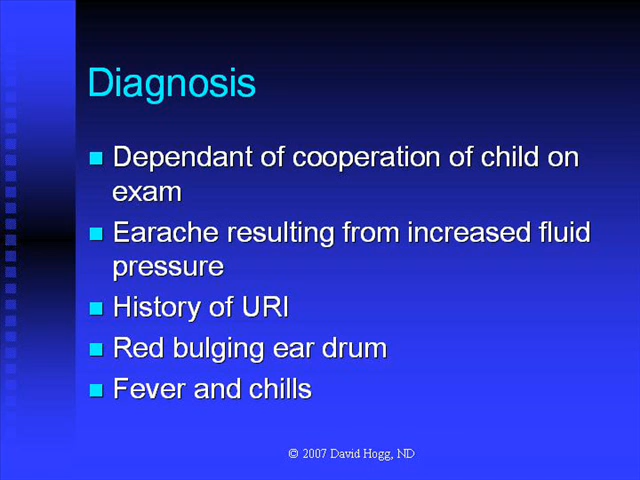 Diagnosis
Dependant of cooperation of child on
exam
Earache resulting from increased fluid
pressure
History of URI
Red bulging ear drum
Fever and chills
© 2007 David Hogg, ND